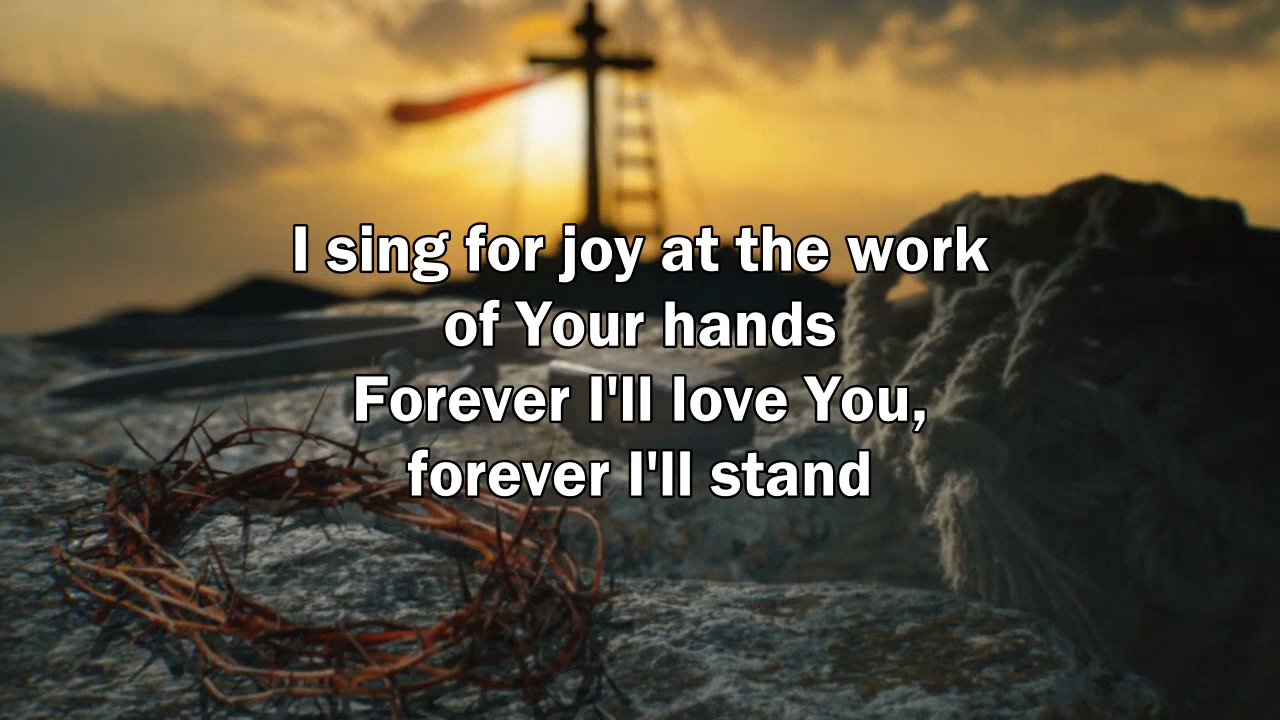 I sing for joy at the work
of Your hands
Forever I'll love You,
forever I'll stand